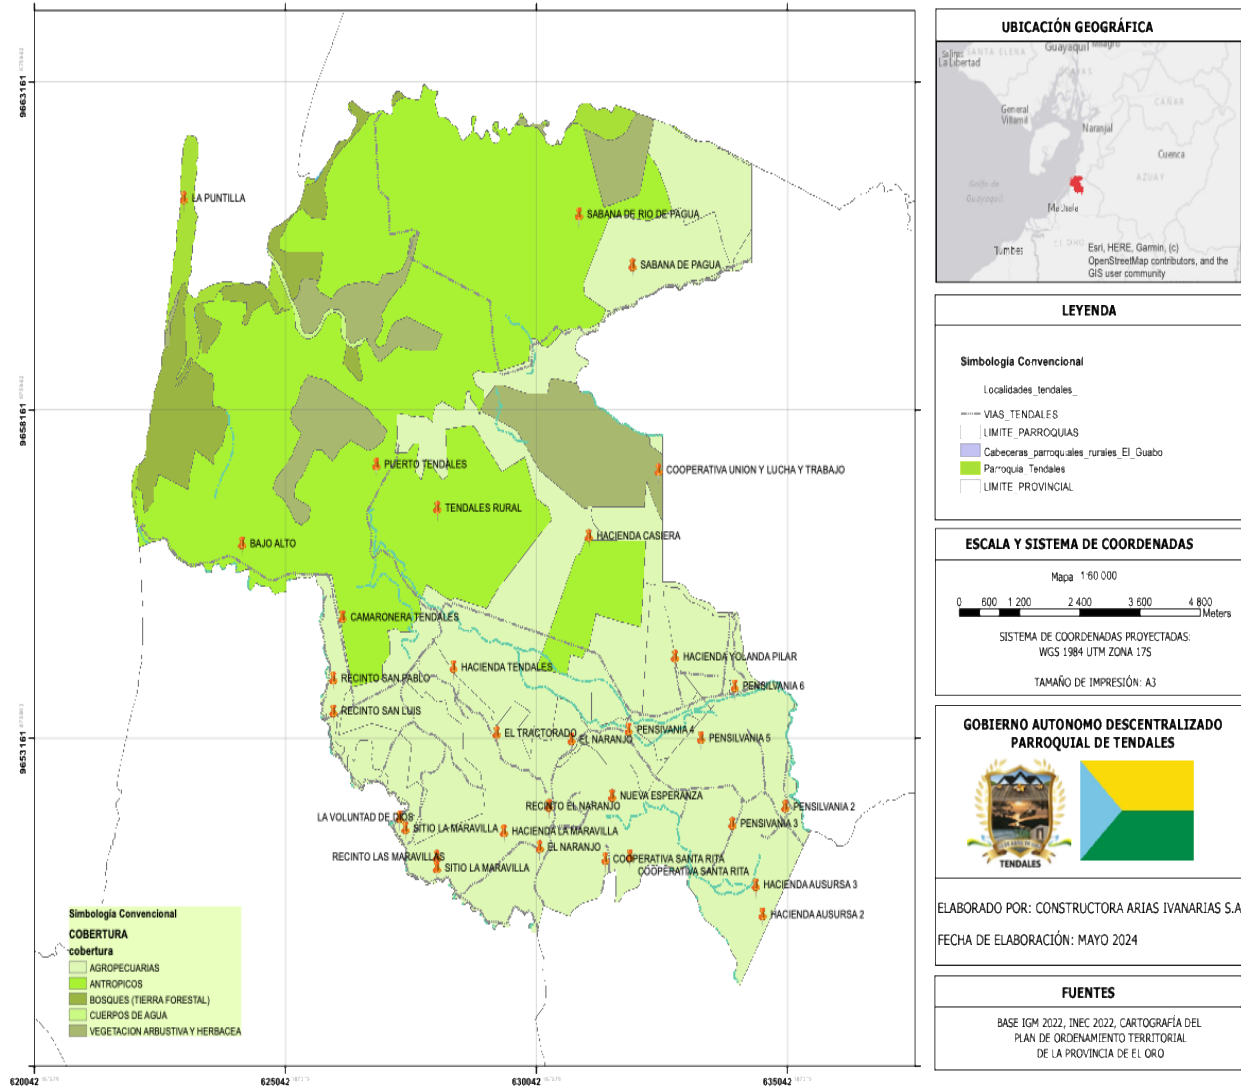 9663161
9658161
9653161
620042
625042
630042
635042
LA PUNTILLA
SABANA DE RIO DE PAGUA
SABANA DE PAGUA
PUERTO TENDALES
COOPERATIVA UNION Y LUCHA Y TRABAJO
TENDALES RURAL
HACIENDA CASIERA
BAJO ALTO
CAMARONERA TENDALES
HACIENDA YOLANDA PILAR
HACIENDA TENDALES
RECINTO SAN PABLO
PENSILVANIA 6
RECINTO SAN LUIS
EL TRACTORADO
EL NARANJO
PENSIVANIA 4
PENSILVANIA 5
NUEVA ESPERANZA
RECINTO EL NARANJO
PENSILVANIA 2
LA VOLUNTAD DE DIOS
SITIO LA MARAVILLA
HACIENDA LA MARAVILLA
PENSIVANIA 3
EL NARANJO
RECINTO LAS MARAVILLAS
SITIO LA MARAVILLA
COOPERATIVA SANTA RITA
COOPERATIVA SANTA RITA
HACIENDA AUSURSA 3
HACIENDA AUSURSA 2
Simbología Convencional
COBERTURA
cobertura
AGROPECUARIAS
ANTROPICOS
BOSQUES (TIERRA FORESTAL)
CUERPOS DE AGUA
VEGETACION ARBUSTIVA Y HERBACEA
UBICACIÓN GEOGRÁFICA
Salinas
La Libertad
SANTA ELENA
Guayaquil
Milagro
GUAYAS
General
Villamil
CAÑAR
Naranjal
Cuenca
AZUAY
Golfo de
Guayaquil
Machala
Tumbes
EL ORO
Esri, HERE, Garmin, (c)
OpenStreetMap contributors, and the
GIS user community
LEYENDA
Simbología Convencional
Localidades_tendales_
VIAS_TENDALES
LIMITE_PARROQUIAS
Cabeceras_parroquiales_rurales_El_Guabo
Parroquia_Tendales
LIMITE_PROVINCIAL
ESCALA Y SISTEMA DE COORDENADAS
Mapa 1:60 000
0 600 1 200 2 400 3 600 4 800
Meters
SISTEMA DE COORDENADAS PROYECTADAS:
WGS 1984 UTM ZONA 17S
TAMAÑO DE IMPRESIÓN: A3
GOBIERNO AUTONOMO DESCENTRALIZADO
PARROQUIAL DE TENDALES
TENDALES
ELABORADO POR: CONSTRUCTORA ARIAS IVANARIAS S.A
FECHA DE ELABORACIÓN: MAYO 2024
FUENTES
BASE IGM 2022, INEC 2022, CARTOGRAFÍA DEL
PLAN DE ORDENAMIENTO TERRITORIAL
DE LA PROVINCIA DE EL ORO